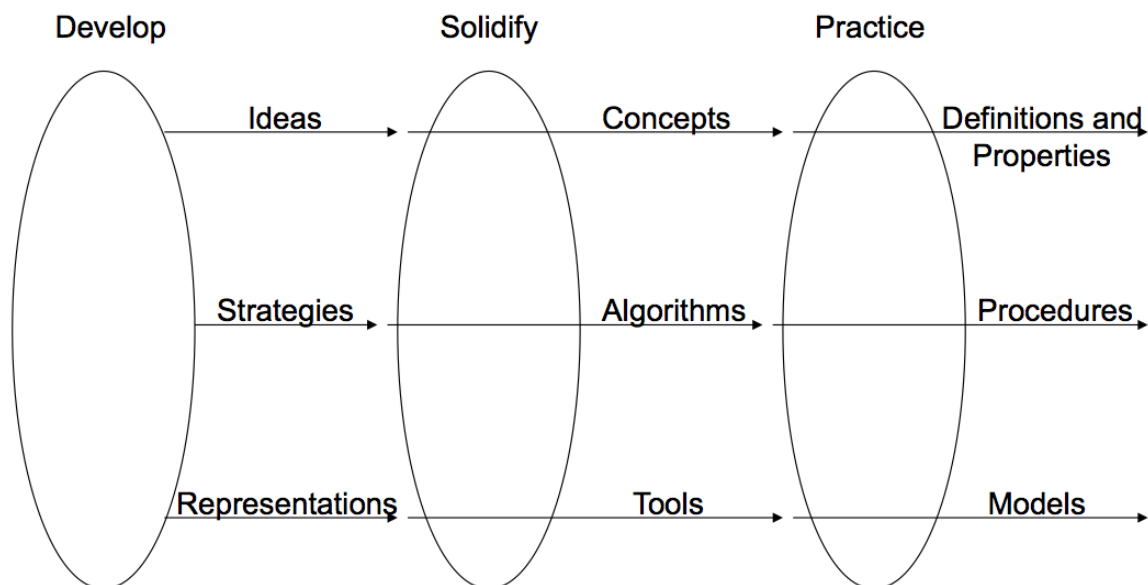 Develop Solidify Practice
Ideas Concepts Definitions and
Properties
Strategies Algorithms Procedures
Representations Tools Models